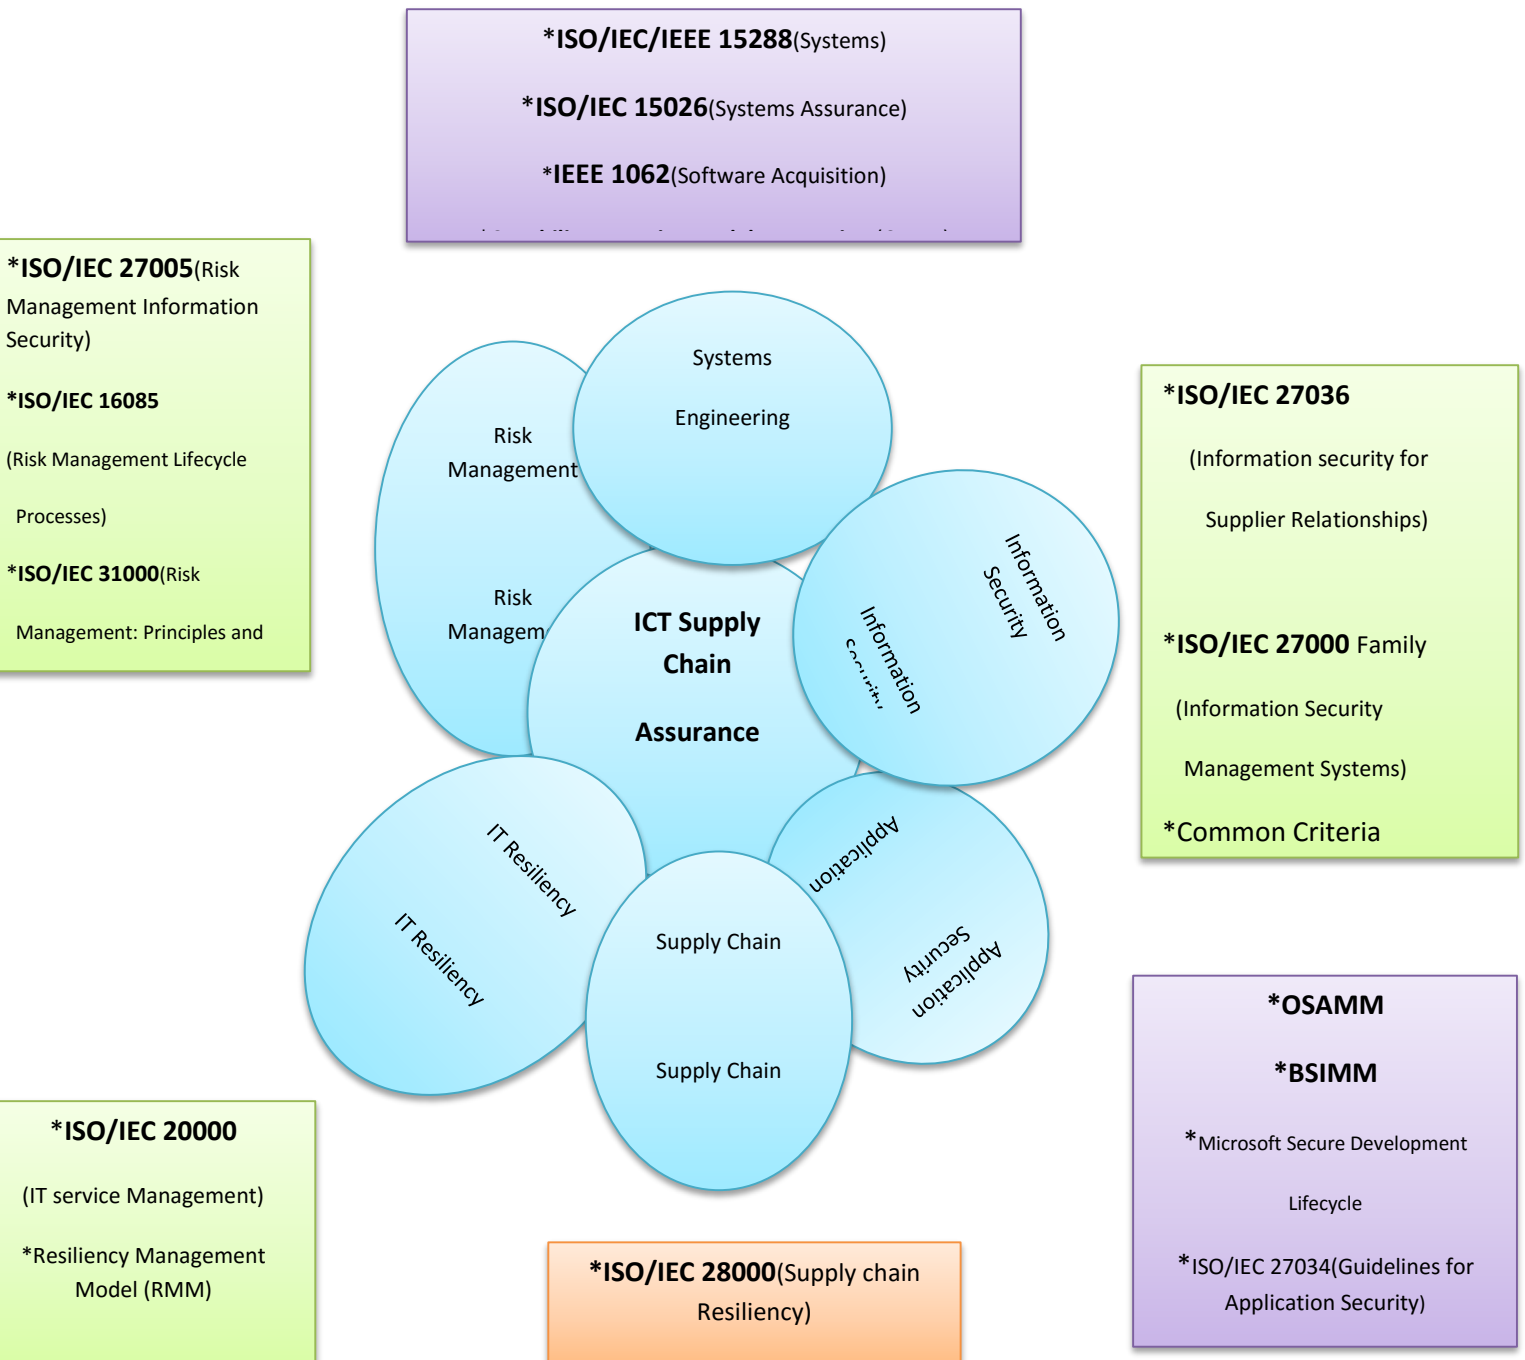 *ISO/IEC/IEEE 15288(Systems)
*ISO/IEC 15026(Systems Assurance)
*IEEE 1062(Software Acquisition)
*ISO/IEC 27005(Risk
Management Information
Security)
*ISO/IEC 16085
(Risk Management Lifecycle
Processes)
*ISO/IEC 31000(Risk
Management: Principles and
Systems
Engineering
Risk
Management
Risk
Managem
ICT Supply
Chain
Assurance
Information
Security
Information
Security
Application
Application
Security
Supply Chain
Supply Chain
IT Resiliency
IT Resiliency
*ISO/IEC 27036
(Information security for
Supplier Relationships)
*ISO/IEC 27000 Family
(Information Security
Management Systems)
*Common Criteria
*OSAMM
*BSIMM
*Microsoft Secure Development
Lifecycle
*ISO/IEC 27034(Guidelines for
Application Security)
*ISO/IEC 20000
(IT service Management)
*Resiliency Management
Model (RMM)
*ISO/IEC 28000(Supply chain
Resiliency)